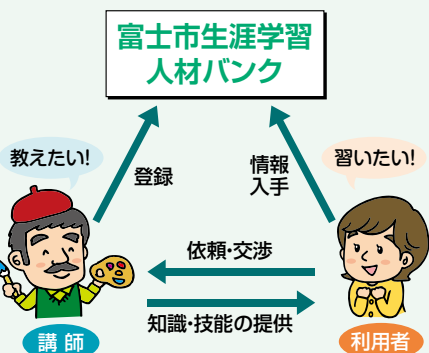 富士市生涯学習
人材バンク
教えたい!
習いたい!
登録
情報
入手
依頼・交渉
知識・技能の提供
講師
利用者